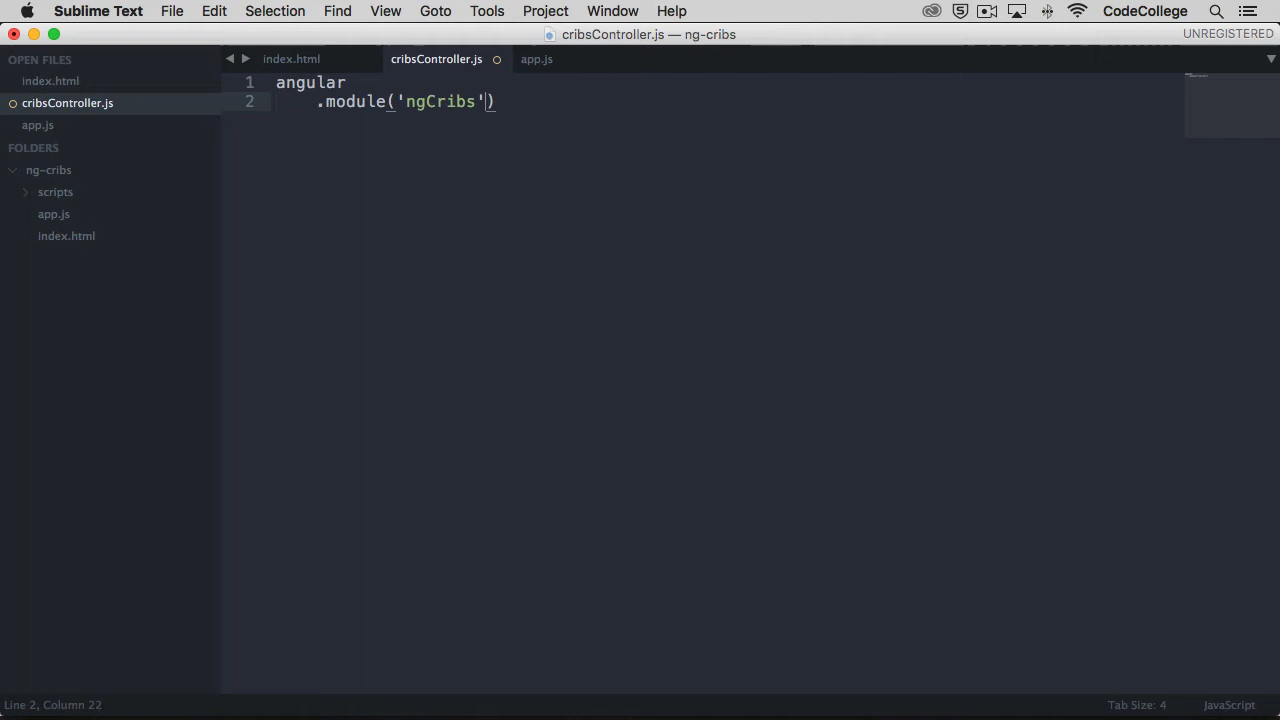 Sublime Text File Edit Selection Find View Goto Tools Project Window Help CodeCollege
cribsController.js — ng-cribs UNREGISTERED
OPEN FILES
index.html
cribsController.js
app.js
FOLDERS
ng-cribs
scripts
app.js
index.html
index.html cribsController.js app.js
1 angular
2 .module('ngCribs')
Line 2, Column 22 Tab Size: 4 JavaScript